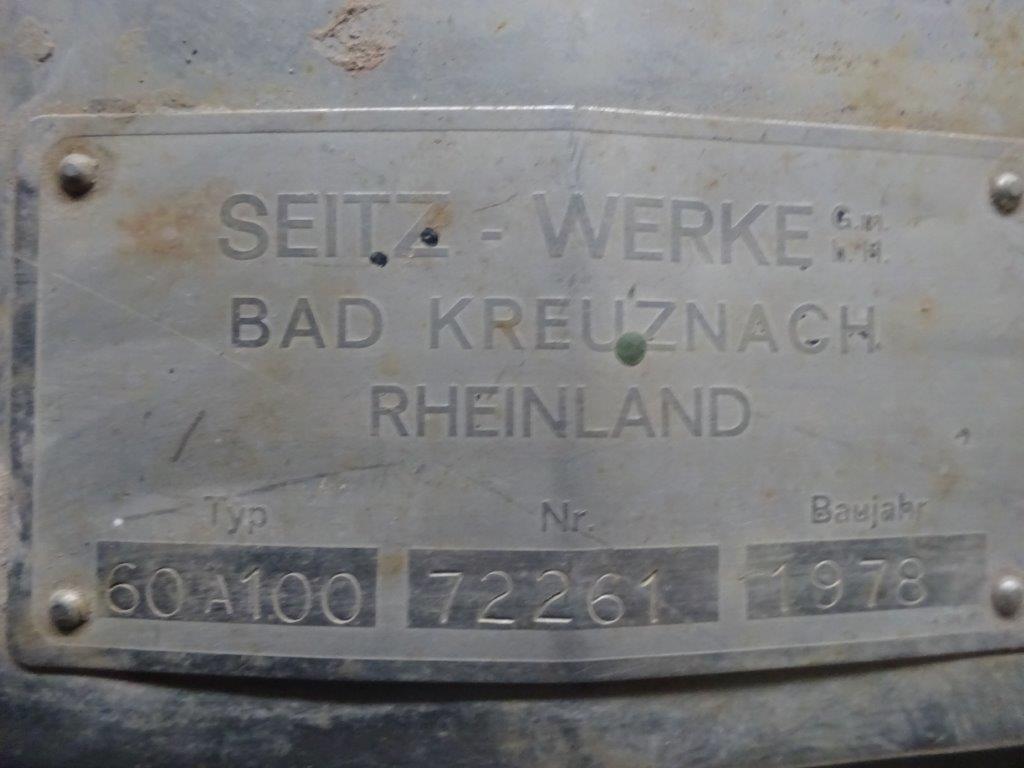 SEITZ - WERKE G.m.
b.H.
BAD KREUZNACH
RHEINLAND
Typ Nr. Baujahr
60 A100 72261 1978